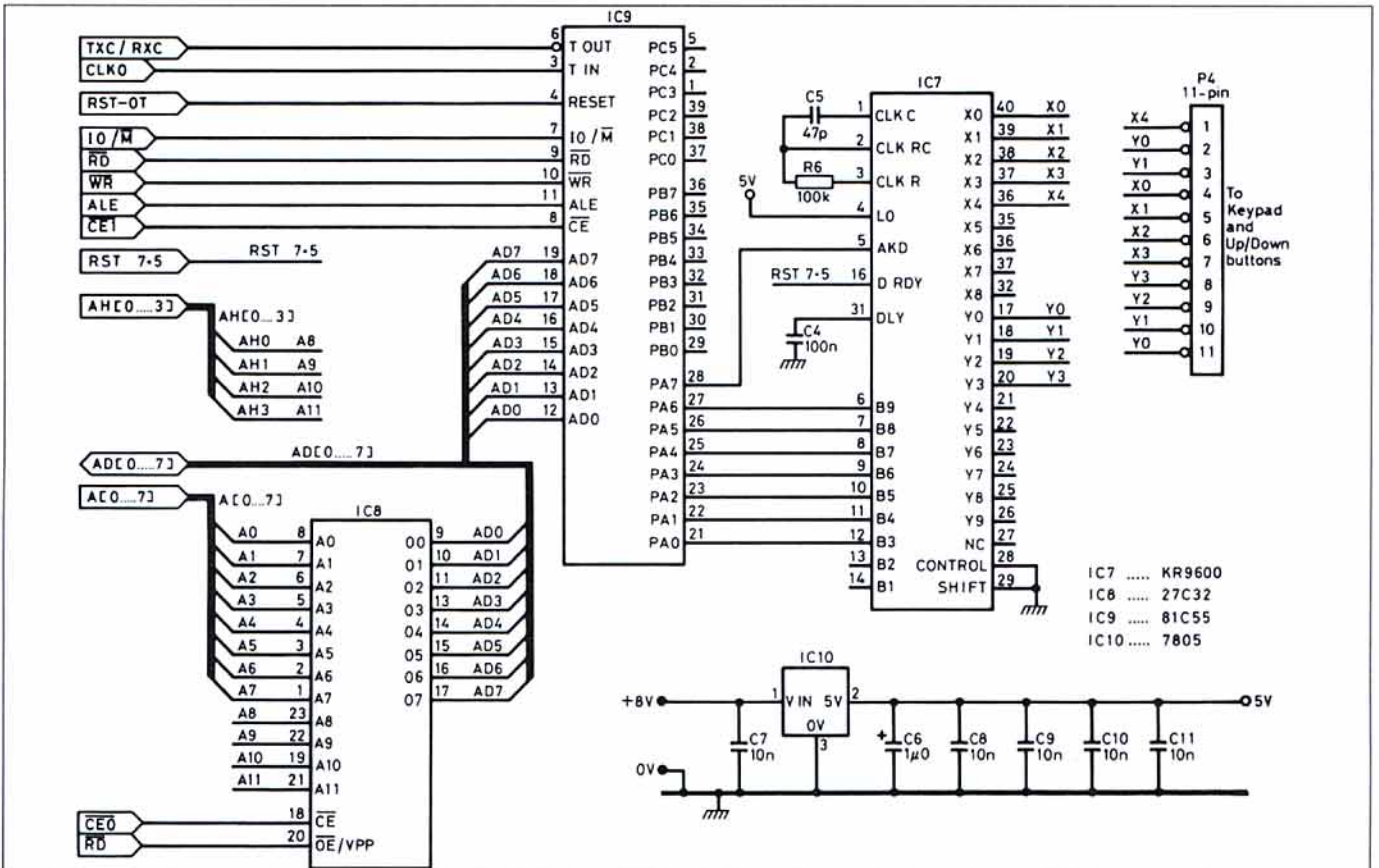 IC9
TXC / RXC
CLK0
RST-OT
IO / M
RD
WR
ALE
CE1
RST 7·5
RST 7·5
AH[0.....3]
AH[0....3]
AH0 A8
AH1 A9
AH2 A10
AH3 A11
AD[0.....7]
AD[0.....7]
A[0....7]
A[0...7]
6 T OUT
3 T IN
4 RESET
7 IO / M
9 RD
10 WR
11 ALE
8 CE
AD7 19 AD7
AD6 18 AD6
AD5 17 AD5
AD4 16 AD4
AD3 15 AD3
AD2 14 AD2
AD1 13 AD1
AD0 12 AD0
PC5 5
PC4 2
PC3 1
PC2 39
PC1 38
PC0 37
PB7 36
PB6 35
PB5 34
PB4 33
PB3 32
PB2 31
PB1 30
PB0 29
PA7 28
PA6 27
PA5 26
PA4 25
PA3 24
PA2 23
PA1 22
PA0 21
IC7
C5
47p
R6
100k
5V
RST 7·5
C4
100n
1 CLK C
2 CLK RC
3 CLK R
4 LO
5 AKD
16 D RDY
31 DLY
6 B9
7 B8
8 B7
9 B6
10 B5
11 B4
12 B3
13 B2
14 B1
X0 40 X0
X1 39 X1
X2 38 X2
X3 37 X3
X4 36 X4
X5 35
X6 36
X7 37
X8 32
Y0 17 Y0
Y1 18 Y1
Y2 19 Y2
Y3 20 Y3
Y4 21
Y5 22
Y6 23
Y7 24
Y8 25
Y9 26
NC 27
CONTROL 28
SHIFT 29
P4
11-pin
X4 1
Y0 2
Y1 3
X0 4
X1 5
X2 6
X3 7
Y3 8
Y2 9
Y1 10
Y0 11
To
Keypad
and
Up/Down
buttons
IC8
A0 8 A0
A1 7 A1
A2 6 A2
A3 5 A3
A4 4 A4
A5 3 A5
A6 2 A6
A7 1 A7
A8 23 A8
A9 22 A9
A10 19 A10
A11 21 A11
CE0 18 CE
RD 20 OE/VPP
O0 9 AD0
O1 10 AD1
O2 11 AD2
O3 13 AD3
O4 14 AD4
O5 15 AD5
O6 16 AD6
O7 17 AD7
IC7 ..... KR9600
IC8 ..... 27C32
IC9 ..... 81C55
IC10 ..... 7805
IC10
+8V
1 V IN 5V 2
0V
3
5V
0V
C7
10n
+ C6
1µ0
C8
10n
C9
10n
C10
10n
C11
10n